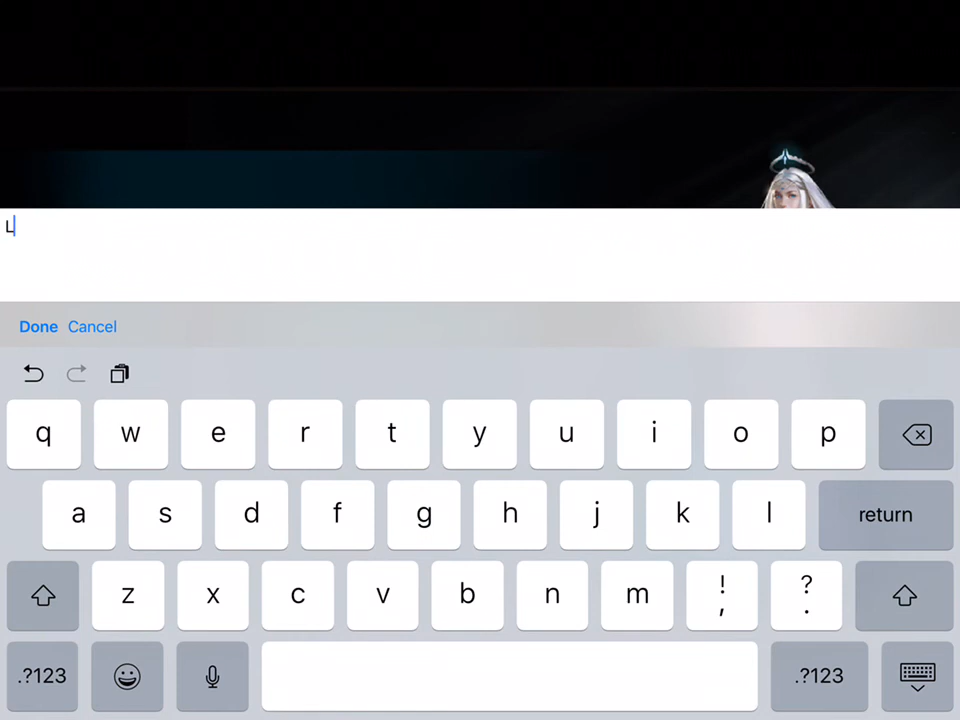 L
Done Cancel
q w e r t y u i o p
a s d f g h j k l return
z x c v b n m ! , ? .
.?123 .?123